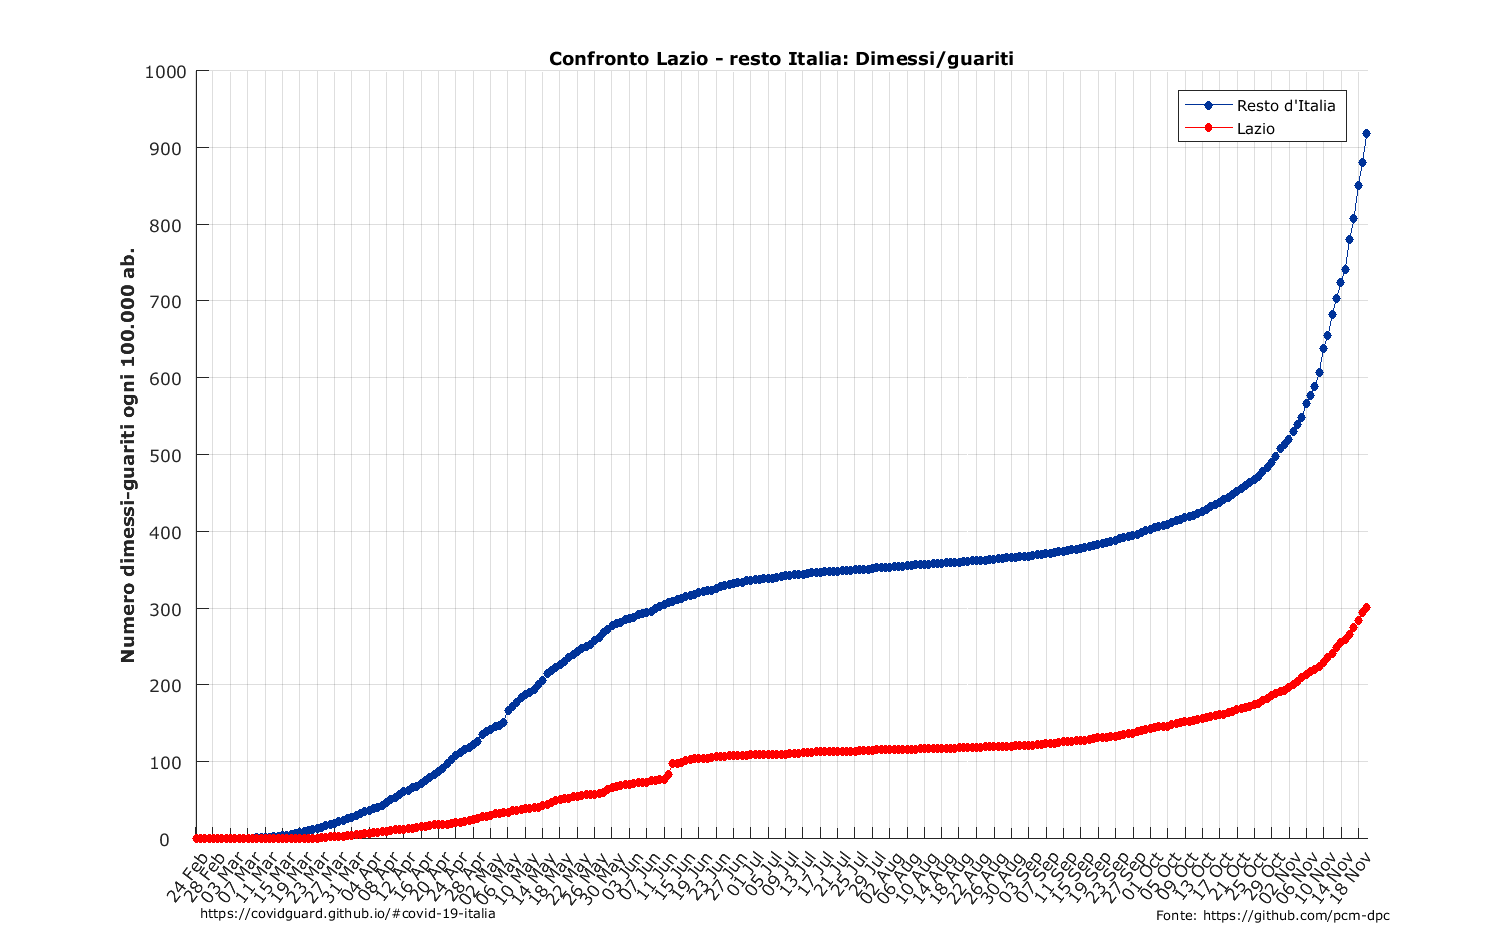 Confronto Lazio - resto Italia: Dimessi/guariti
Resto d'Italia
Lazio
Numero dimessi-guariti ogni 100.000 ab.
1000
900
800
700
600
500
400
300
200
100
0
24 Feb
28 Feb
03 Mar
07 Mar
11 Mar
15 Mar
19 Mar
23 Mar
27 Mar
31 Mar
04 Apr
08 Apr
12 Apr
16 Apr
20 Apr
24 Apr
28 Apr
02 May
06 May
10 May
14 May
18 May
22 May
26 May
30 May
03 Jun
07 Jun
11 Jun
15 Jun
19 Jun
23 Jun
27 Jun
01 Jul
05 Jul
09 Jul
13 Jul
17 Jul
21 Jul
25 Jul
29 Jul
02 Aug
06 Aug
10 Aug
14 Aug
18 Aug
22 Aug
26 Aug
30 Aug
03 Sep
07 Sep
11 Sep
15 Sep
19 Sep
23 Sep
27 Sep
01 Oct
05 Oct
09 Oct
13 Oct
17 Oct
21 Oct
25 Oct
29 Oct
02 Nov
06 Nov
10 Nov
14 Nov
18 Nov
https://covidguard.github.io/#covid-19-italia
Fonte: https://github.com/pcm-dpc